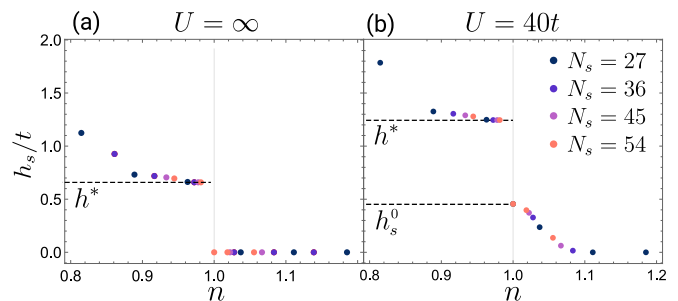 (a) U = ∞
(b) U = 40t
h_s/t
2.0
1.5
1.0
0.5
0.0
h*
0.8 0.9 1.0 1.1
n
h*
h_s^0
N_s = 27
N_s = 36
N_s = 45
N_s = 54
0.8 0.9 1.0 1.1 1.2
n